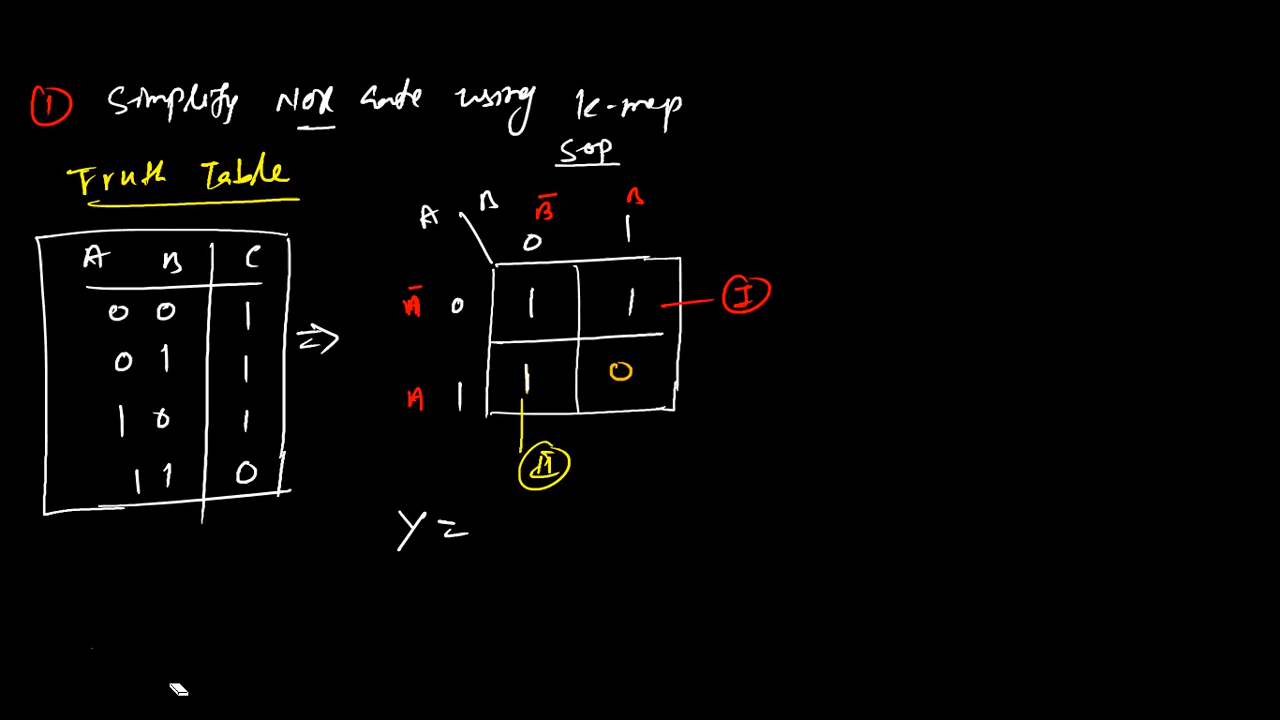 ① Simplify NOR Gate using K-map
SOP
Truth Table
A B C
0 0 1
0 1 1
1 0 1
1 1 0
⇒
A B
B̅ B
0 1
A̅ 0 1 1 I
A 1 1 0
II
Y =